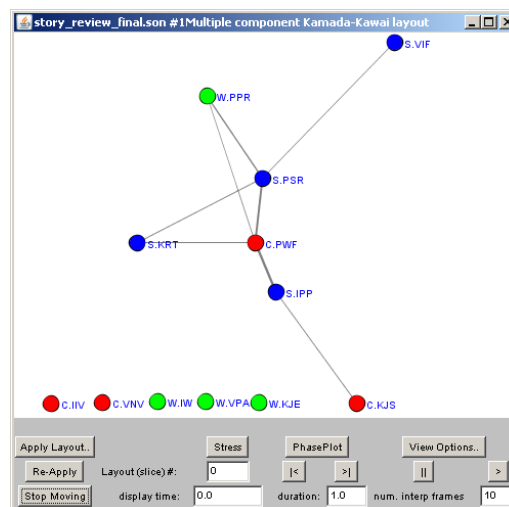 story_review_final.son #1Multiple component Kamada-Kawai layout
S.VIF
W.PPR
S.PSR
S.KRT
C.PWF
S.IPP
C.IIV C.VNV W.IW W.VPA W.KJE C.KJS
Apply Layout.. Stress PhasePlot View Options..
Re-Apply Layout (slice) #: 0 |< >| || >
Stop Moving display time: 0.0 duration: 1.0 num. interp frames 10